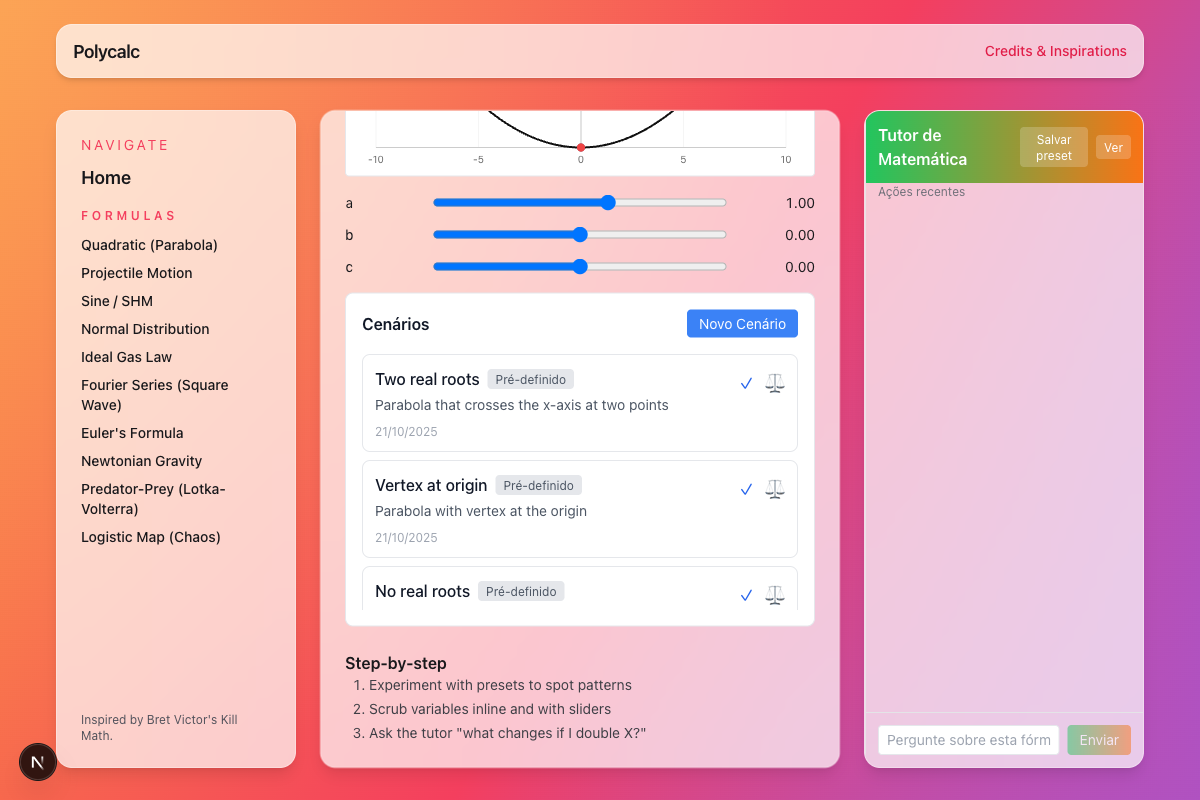 Polycalc
Credits & Inspirations
NAVIGATE
Home
FORMULAS
Quadratic (Parabola)
Projectile Motion
Sine / SHM
Normal Distribution
Ideal Gas Law
Fourier Series (Square
Wave)
Euler's Formula
Newtonian Gravity
Predator-Prey (Lotka-
Volterra)
Logistic Map (Chaos)
Inspired by Bret Victor's Kill
Math.
N
-10 -5 0 5 10
a 1.00
b 0.00
c 0.00
Cenários
Novo Cenário
Two real roots Pré-definido
Parabola that crosses the x-axis at two points
21/10/2025
Vertex at origin Pré-definido
Parabola with vertex at the origin
21/10/2025
No real roots Pré-definido
Step-by-step
1. Experiment with presets to spot patterns
2. Scrub variables inline and with sliders
3. Ask the tutor "what changes if I double X?"
Tutor de
Matemática
Salvar
preset
Ver
Ações recentes
Pergunte sobre esta fórm
Enviar